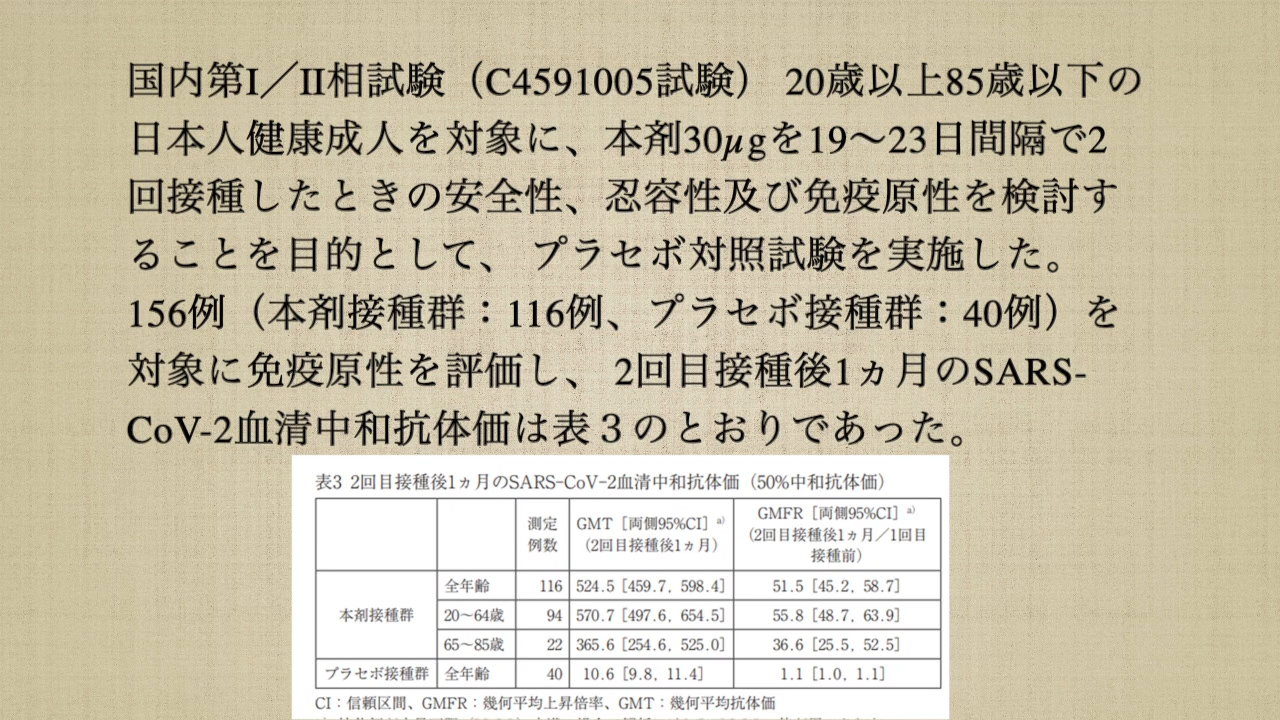 国内第I／II相試験（C4591005試験） 20歳以上85歳以下の
日本人健康成人を対象に、本剤30μgを19〜23日間隔で2
回接種したときの安全性、忍容性及び免疫原性を検討す
ることを目的として、 プラセボ対照試験を実施した。
156例（本剤接種群：116例、プラセボ接種群：40例）を
対象に免疫原性を評価し、 2回目接種後1ヵ月のSARS-
CoV-2血清中和抗体価は表３のとおりであった。
表3 2回目接種後1ヵ月のSARS-CoV-2血清中和抗体価（50%中和抗体価）
測定例数 GMT［両側95%CI］a)（2回目接種後1ヵ月） GMFR［両側95%CI］a)（2回目接種後1ヵ月／1回目接種前）
本剤接種群 全年齢 116 524.5［459.7, 598.4］ 51.5［45.2, 58.7］
20〜64歳 94 570.7［497.6, 654.5］ 55.8［48.7, 63.9］
65〜85歳 22 365.6［254.6, 525.0］ 36.6［25.5, 52.5］
プラセボ接種群 全年齢 40 10.6［9.8, 11.4］ 1.1［1.0, 1.1］
CI：信頼区間、GMFR：幾何平均上昇倍率、GMT：幾何平均抗体価